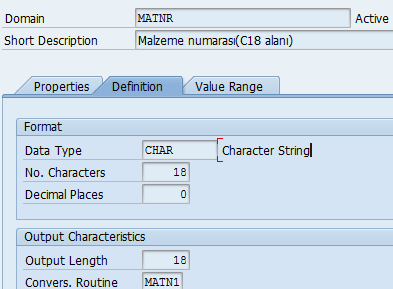 Domain MATNR Active
Short Description Malzeme numarası(C18 alanı)
Properties Definition Value Range
Format
Data Type CHAR Character String
No. Characters 18
Decimal Places 0
Output Characteristics
Output Length 18
Convers. Routine MATN1